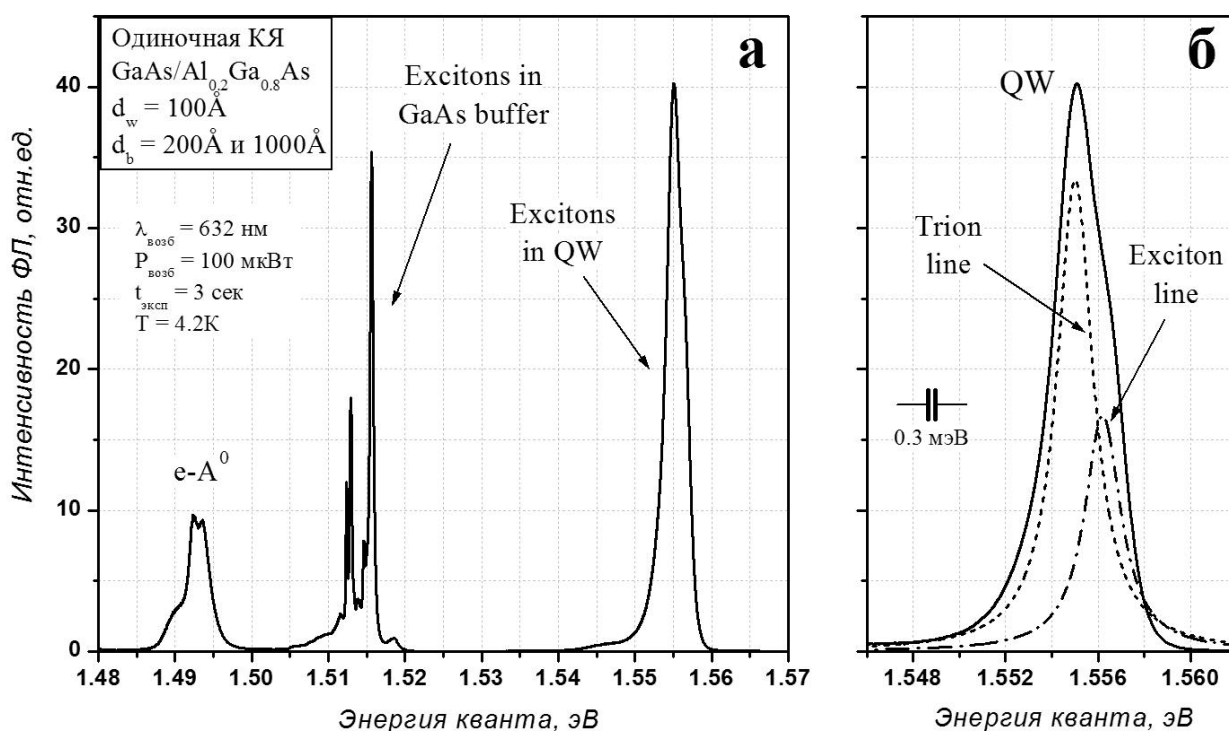 Одиночная КЯ
GaAs/Al0.2Ga0.8As
dw = 100Å
db = 200Å и 1000Å
λвозб = 632 нм
Pвозб = 100 мкВт
tэксп = 3 сек
T = 4.2K
e-A0
Excitons in
GaAs buffer
Excitons
in QW
а
Интенсивность ФЛ, отн.ед.
40
30
20
10
0
1.48 1.49 1.50 1.51 1.52 1.53 1.54 1.55 1.56 1.57
Энергия кванта, эВ
б
QW
Trion
line
Exciton
line
0.3 мэВ
1.548 1.552 1.556 1.560
Энергия кванта, эВ